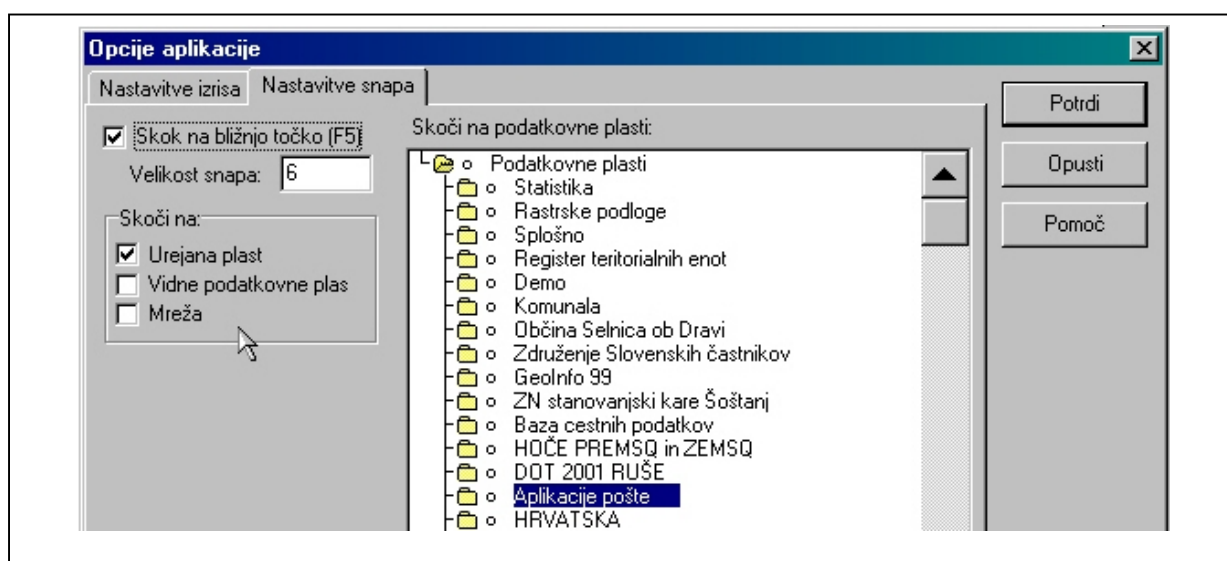 Opcije aplikacije
Nastavitve izrisa
Nastavitve snapa
Skok na bližnjo točko (F5)
Velikost snapa: 6
Skoči na:
Urejana plast
Vidne podatkovne plas
Mreža
Skoči na podatkovne plasti:
Podatkovne plasti
Statistika
Rastrske podloge
Splošno
Register teritorialnih enot
Demo
Komunala
Občina Selnica ob Dravi
Združenje Slovenskih častnikov
GeoInfo 99
ZN stanovanjski kare Šoštanj
Baza cestnih podatkov
HOČE PREMSQ in ZEMSQ
DOT 2001 RUŠE
Aplikacije pošte
HRVATSKA
Potrdi
Opusti
Pomoč